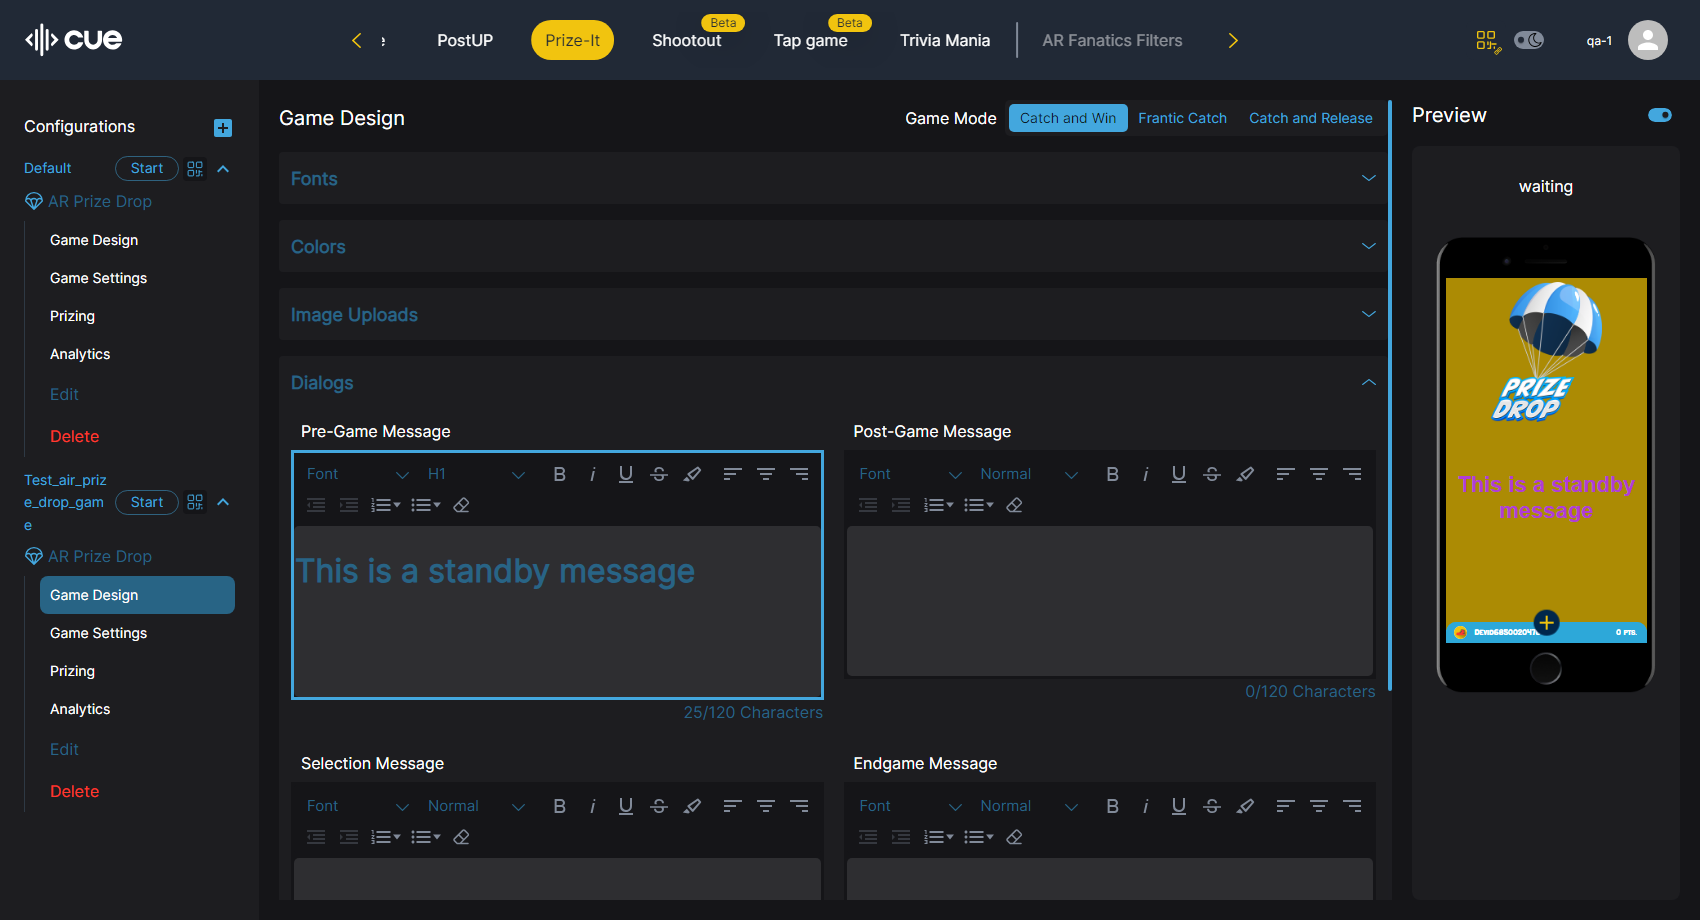 cue
PostUP
Prize-It
Beta
Shootout
Beta
Tap game
Trivia Mania
AR Fanatics Filters
qa-1
Configurations
Default
Start
AR Prize Drop
Game Design
Game Settings
Prizing
Analytics
Edit
Delete
Test_air_priz
e_drop_gam
e
Start
AR Prize Drop
Game Design
Game Settings
Prizing
Analytics
Edit
Delete
Game Design
Game Mode
Catch and Win
Frantic Catch
Catch and Release
Fonts
Colors
Image Uploads
Dialogs
Pre-Game Message
Font
H1
This is a standby message
25/120 Characters
Post-Game Message
Font
Normal
0/120 Characters
Selection Message
Font
Normal
Endgame Message
Font
Normal
Preview
waiting
PRIZE
DROP
This is a standby
message
0 PTS.